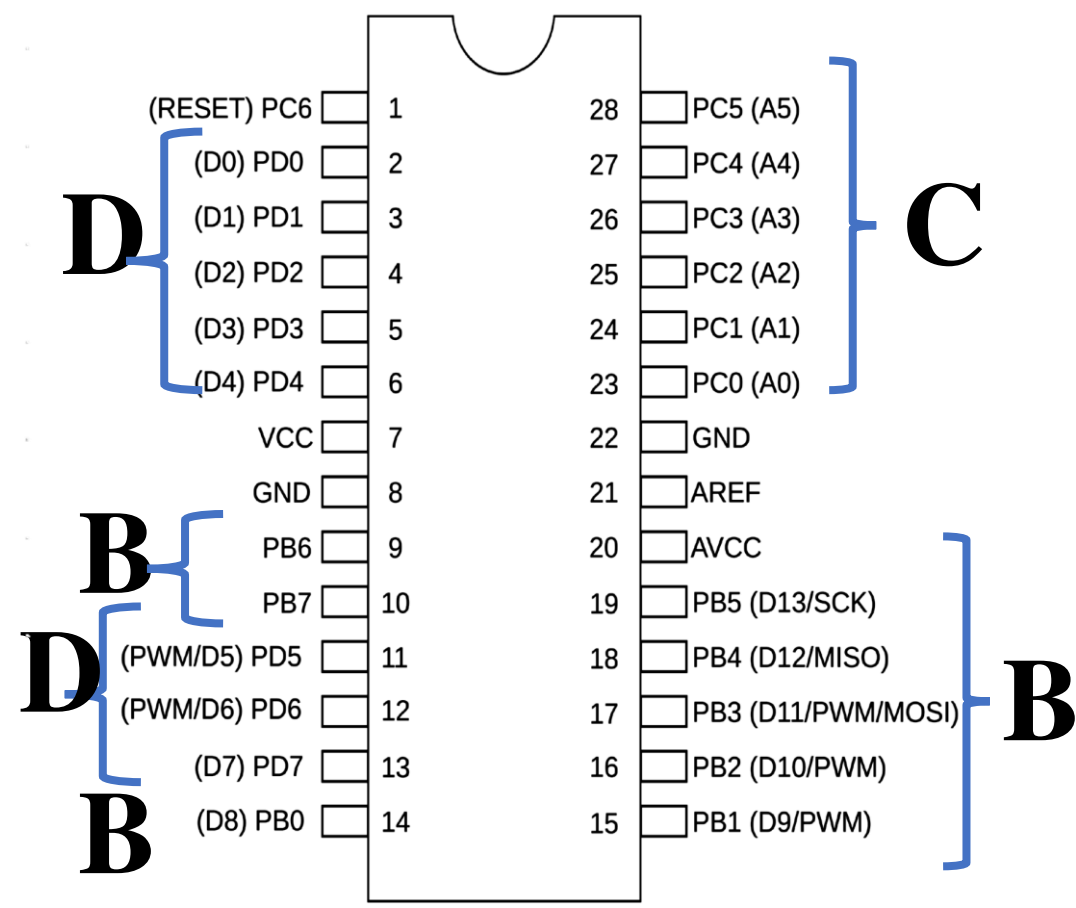 (RESET) PC6 1 28 PC5 (A5)
(D0) PD0 2 27 PC4 (A4)
D (D1) PD1 3 26 PC3 (A3) C
(D2) PD2 4 25 PC2 (A2)
(D3) PD3 5 24 PC1 (A1)
(D4) PD4 6 23 PC0 (A0)
VCC 7 22 GND
GND 8 21 AREF
B PB6 9 20 AVCC
PB7 10 19 PB5 (D13/SCK)
D (PWM/D5) PD5 11 18 PB4 (D12/MISO)
(PWM/D6) PD6 12 17 PB3 (D11/PWM/MOSI) B
(D7) PD7 13 16 PB2 (D10/PWM)
B (D8) PB0 14 15 PB1 (D9/PWM)